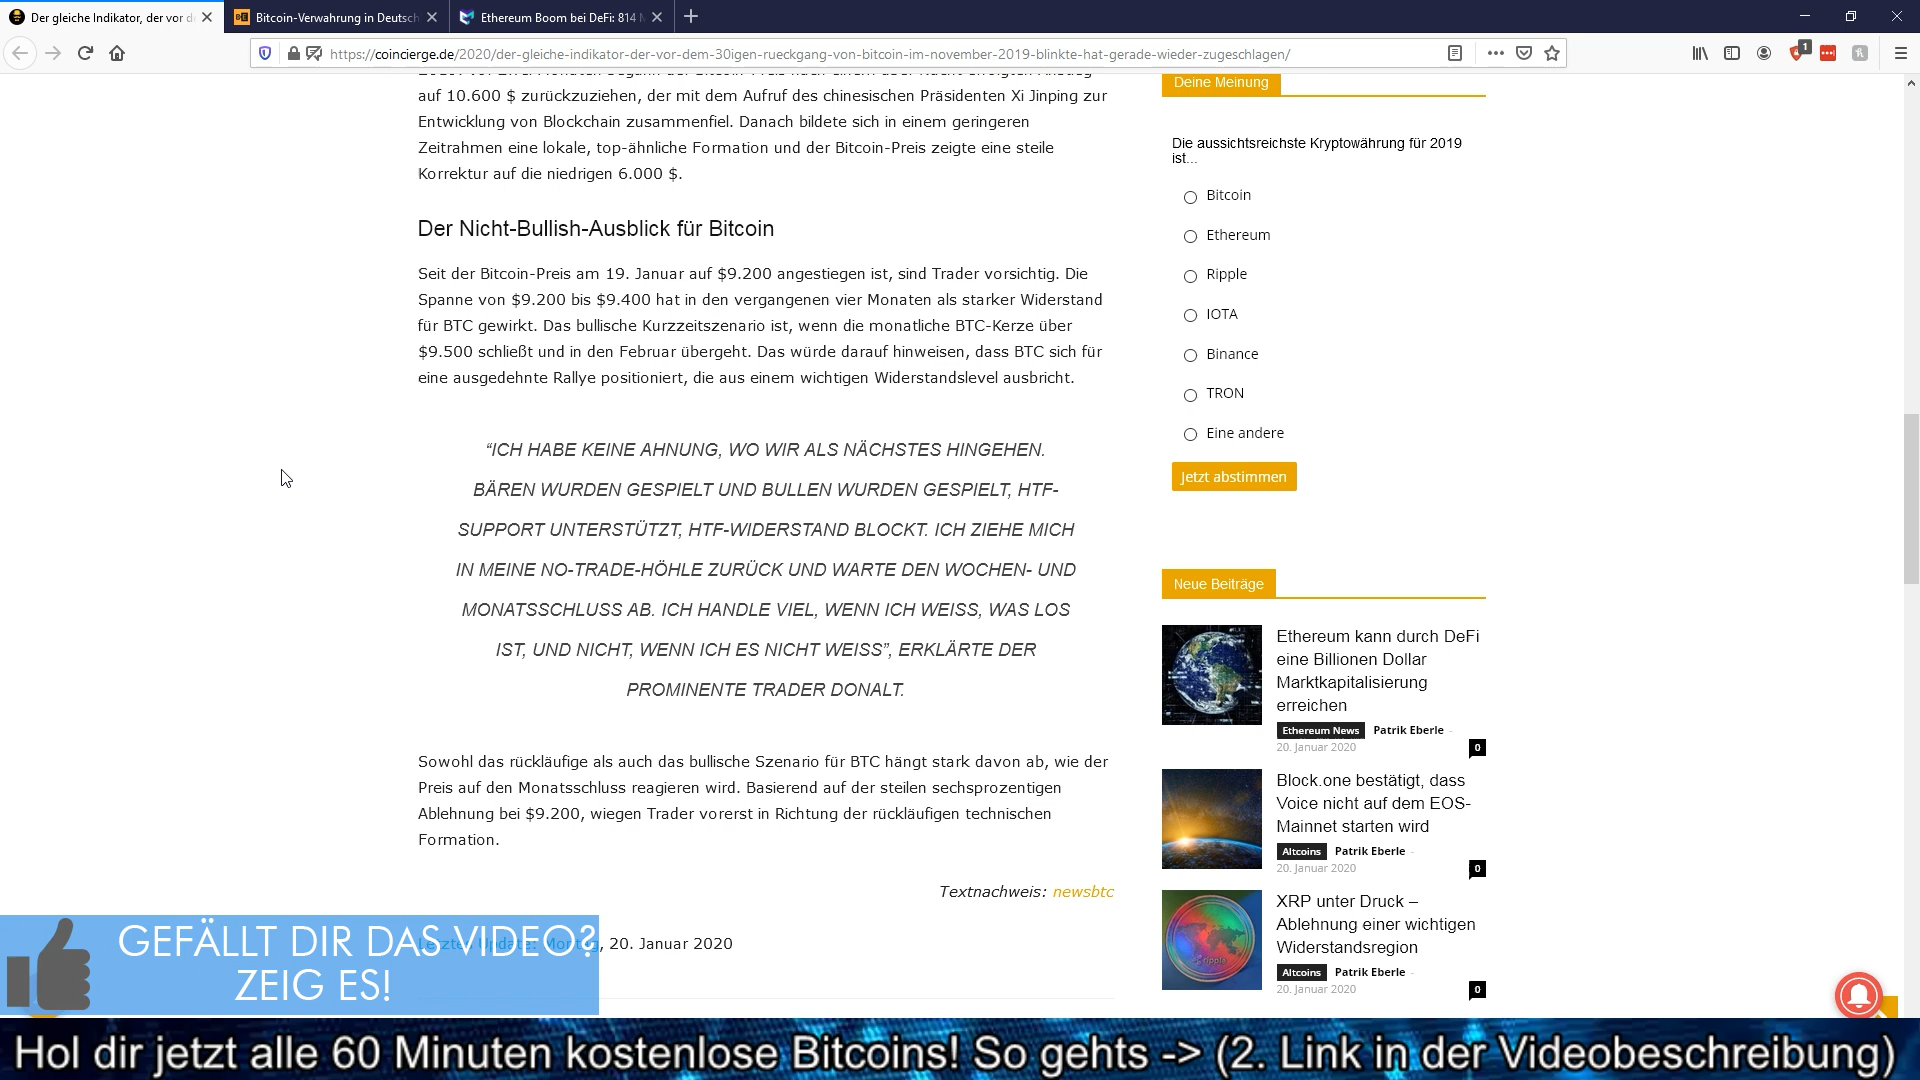 Der gleiche Indikator, der vor d
Bitcoin-Verwahrung in Deutsch
Ethereum Boom bei DeFi: 814 M
https://coincierge.de/2020/der-gleiche-indikator-der-vor-dem-30igen-rueckgang-von-bitcoin-im-november-2019-blinkte-hat-gerade-wieder-zugeschlagen/
1
auf 10.600 $ zurückzuziehen, der mit dem Aufruf des chinesischen Präsidenten Xi Jinping zur
Entwicklung von Blockchain zusammenfiel. Danach bildete sich in einem geringeren
Zeitrahmen eine lokale, top-ähnliche Formation und der Bitcoin-Preis zeigte eine steile
Korrektur auf die niedrigen 6.000 $.
Der Nicht-Bullish-Ausblick für Bitcoin
Seit der Bitcoin-Preis am 19. Januar auf $9.200 angestiegen ist, sind Trader vorsichtig. Die
Spanne von $9.200 bis $9.400 hat in den vergangenen vier Monaten als starker Widerstand
für BTC gewirkt. Das bullische Kurzzeitszenario ist, wenn die monatliche BTC-Kerze über
$9.500 schließt und in den Februar übergeht. Das würde darauf hinweisen, dass BTC sich für
eine ausgedehnte Rallye positioniert, die aus einem wichtigen Widerstandslevel ausbricht.
“ICH HABE KEINE AHNUNG, WO WIR ALS NÄCHSTES HINGEHEN.
BÄREN WURDEN GESPIELT UND BULLEN WURDEN GESPIELT, HTF-
SUPPORT UNTERSTÜTZT, HTF-WIDERSTAND BLOCKT. ICH ZIEHE MICH
IN MEINE NO-TRADE-HÖHLE ZURÜCK UND WARTE DEN WOCHEN- UND
MONATSSCHLUSS AB. ICH HANDLE VIEL, WENN ICH WEISS, WAS LOS
IST, UND NICHT, WENN ICH ES NICHT WEISS”, ERKLÄRTE DER
PROMINENTE TRADER DONALT.
Sowohl das rückläufige als auch das bullische Szenario für BTC hängt stark davon ab, wie der
Preis auf den Monatsschluss reagieren wird. Basierend auf der steilen sechsprozentigen
Ablehnung bei $9.200, wiegen Trader vorerst in Richtung der rückläufigen technischen
Formation.
Textnachweis: newsbtc
Letztes Update: Montag, 20. Januar 2020
Deine Meinung
Die aussichtsreichste Kryptowährung für 2019
ist...
Bitcoin
Ethereum
Ripple
IOTA
Binance
TRON
Eine andere
Jetzt abstimmen
Neue Beiträge
Ethereum kann durch DeFi
eine Billionen Dollar
Marktkapitalisierung
erreichen
Ethereum News Patrik Eberle -
20. Januar 2020
0
Block.one bestätigt, dass
Voice nicht auf dem EOS-
Mainnet starten wird
Altcoins Patrik Eberle -
20. Januar 2020
0
XRP unter Druck –
Ablehnung einer wichtigen
Widerstandsregion
Altcoins Patrik Eberle -
20. Januar 2020
0
GEFÄLLT DIR DAS VIDEO?
ZEIG ES!
Hol dir jetzt alle 60 Minuten kostenlose Bitcoins! So gehts -> (2. Link in der Videobeschreibung)